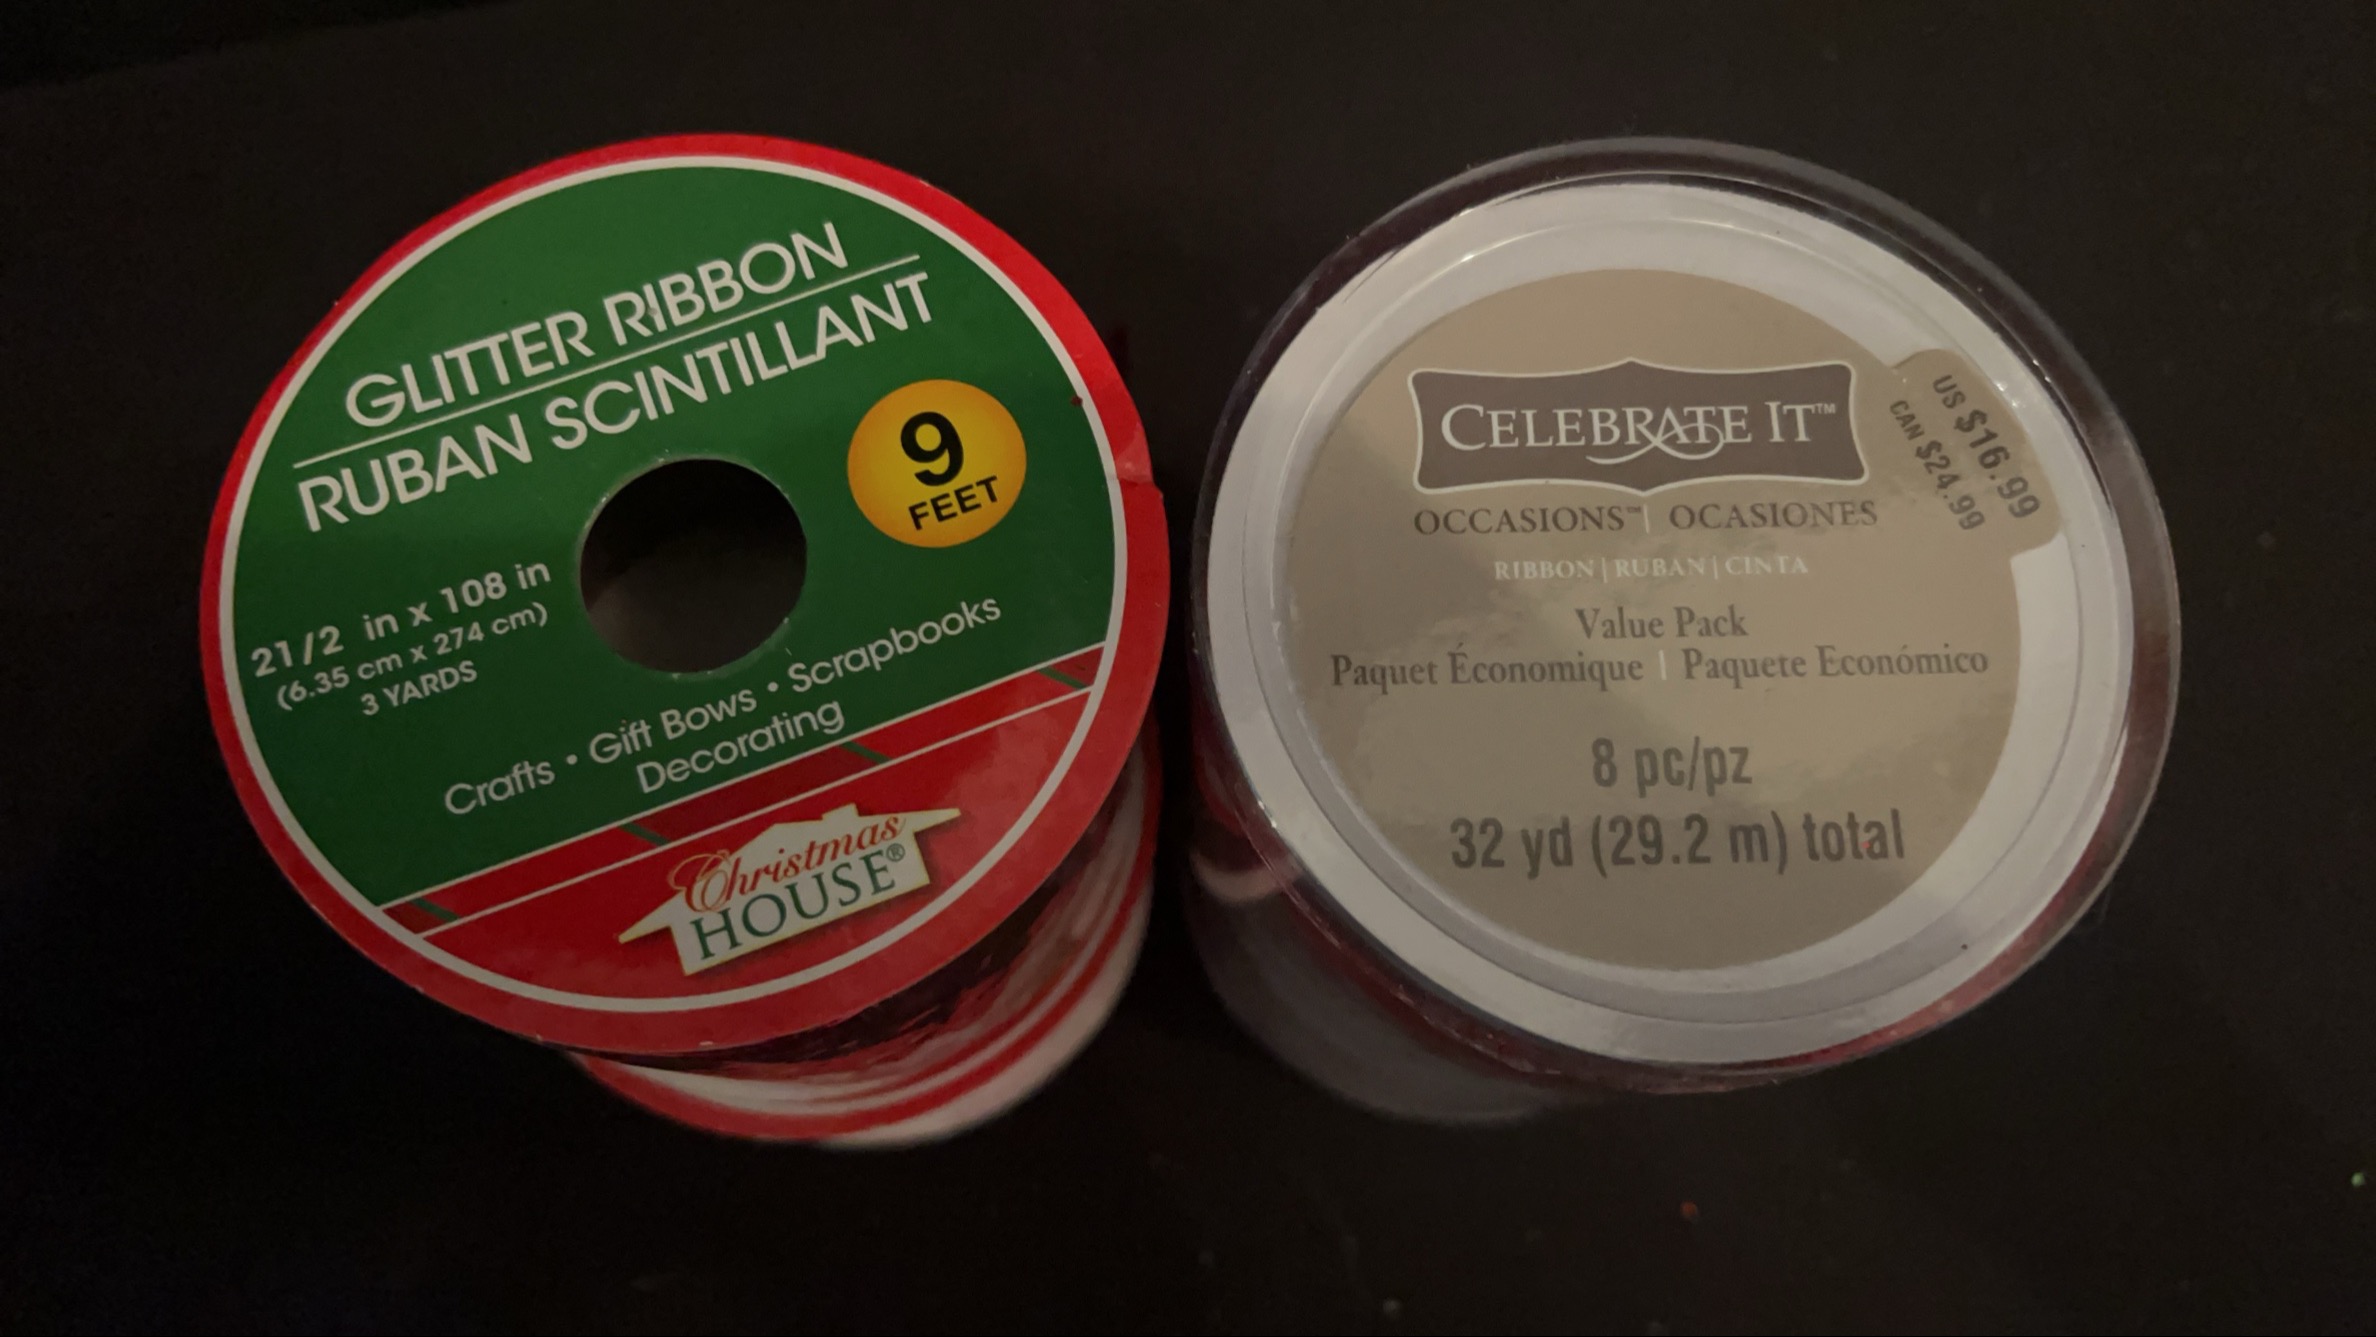 GLITTER RIBBON
RUBAN SCINTILLANT
9
FEET
2 1/2 in x 108 in
(6.35 cm x 274 cm)
3 YARDS
Crafts • Gift Bows • Scrapbooks
Decorating
Christmas
HOUSE®
CELEBRATE IT™
OCCASIONS™ | OCASIONES
RIBBON | RUBAN | CINTA
Value Pack
Paquet Économique | Paquete Económico
8 pc/pz
32 yd (29.2 m) total
US $16.99
CAN $24.99